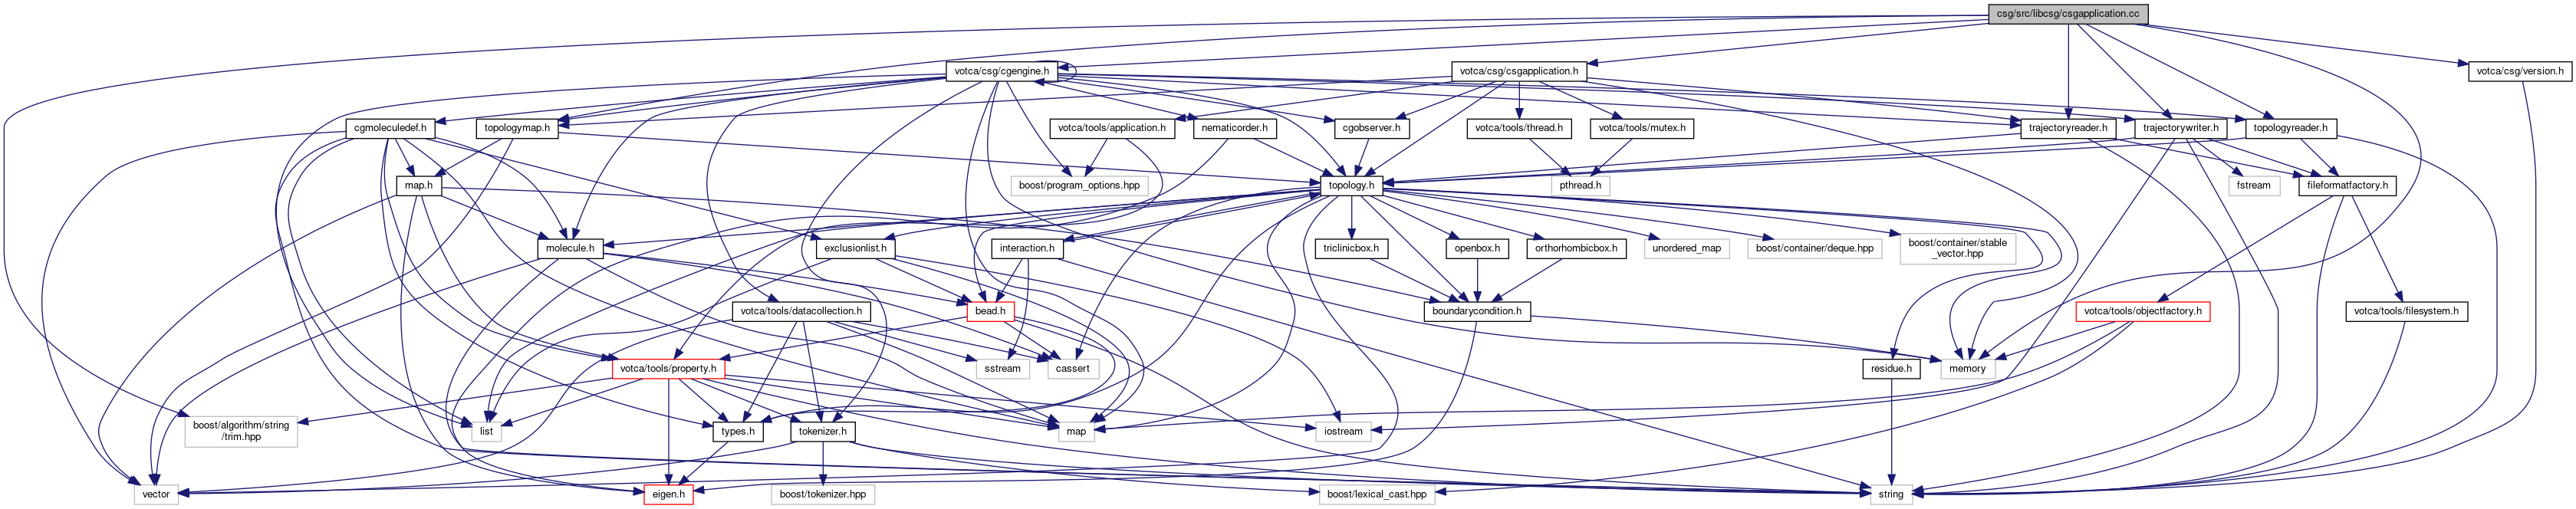 csg/src/libcsg/csgapplication.cc
votca/csg/cgengine.h
votca/csg/csgapplication.h
votca/csg/version.h
cgmoleculedef.h
topologymap.h
votca/tools/application.h
nematicorder.h
cgobserver.h
votca/tools/thread.h
votca/tools/mutex.h
trajectoryreader.h
trajectorywriter.h
topologyreader.h
map.h
boost/program_options.hpp
topology.h
pthread.h
fstream
fileformatfactory.h
molecule.h
exclusionlist.h
interaction.h
triclinicbox.h
openbox.h
orthorhombicbox.h
unordered_map
boost/container/deque.hpp
boost/container/stable
_vector.hpp
votca/tools/datacollection.h
bead.h
boundarycondition.h
votca/tools/objectfactory.h
votca/tools/filesystem.h
votca/tools/property.h
sstream
cassert
residue.h
memory
boost/algorithm/string
/trim.hpp
list
types.h
tokenizer.h
map
iostream
vector
eigen.h
boost/tokenizer.hpp
boost/lexical_cast.hpp
string